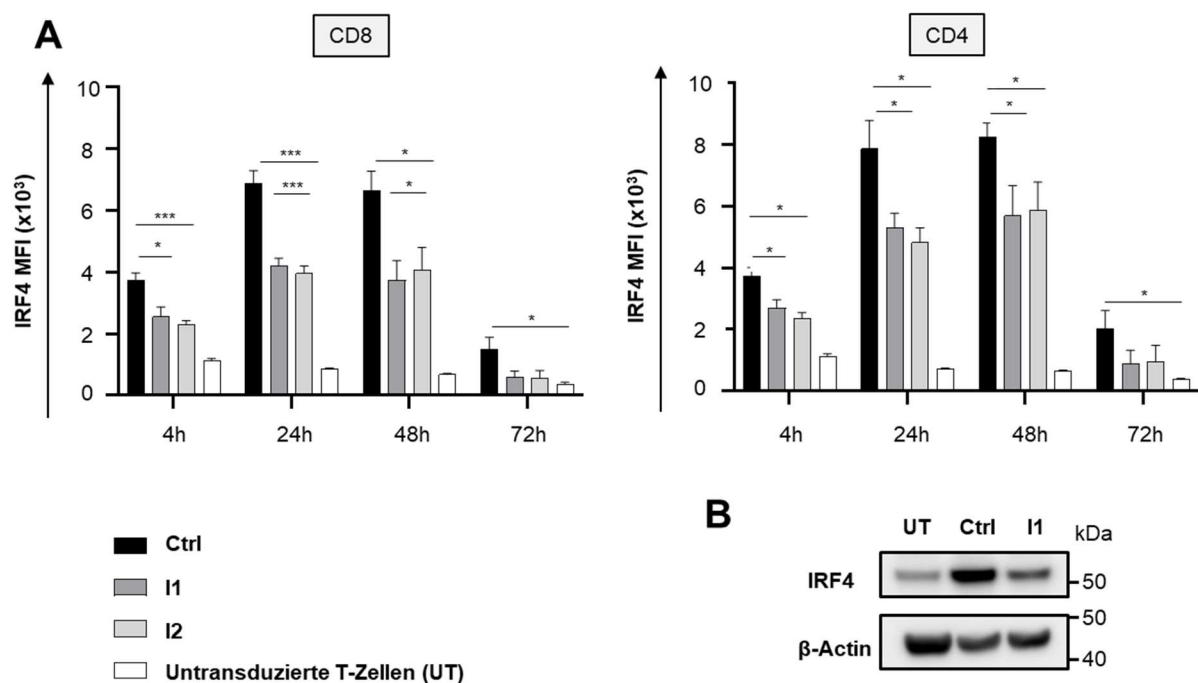 A
CD8
CD4
IRF4 MFI (x10³)
10
8
6
4
2
0
***
*
***
***
*
*
*
4h
24h
48h
72h
IRF4 MFI (x10³)
10
8
6
4
2
0
*
*
*
*
*
*
*
4h
24h
48h
72h
Ctrl
I1
I2
Untransduzierte T-Zellen (UT)
B
UT Ctrl I1 kDa
IRF4
50
β-Actin
50
40